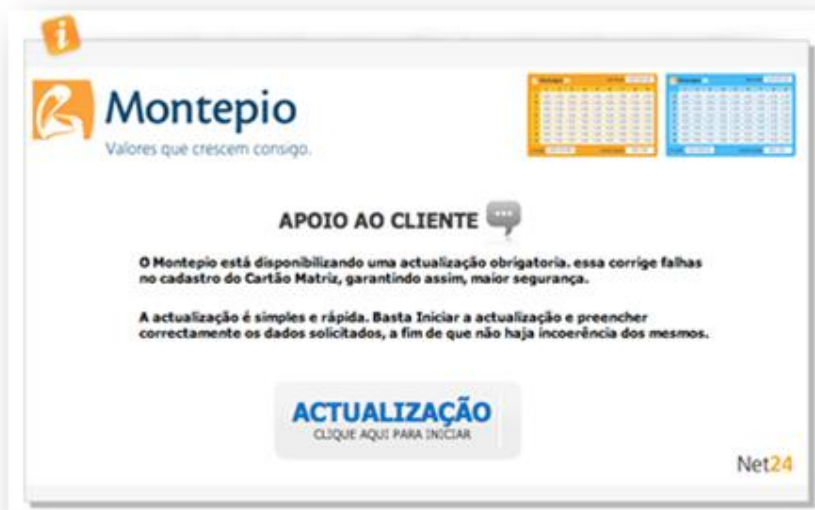 Montepio
Valores que crescem consigo.
APOIO AO CLIENTE
O Montepio está disponibilizando uma actualização obrigatoria. essa corrige falhas
no cadastro do Cartão Matriz, garantindo assim, maior segurança.
A actualização é simples e rápida. Basta Iniciar a actualização e preencher
correctamente os dados solicitados, a fim de que não haja incoerência dos mesmos.
ACTUALIZAÇÃO
CLIQUE AQUI PARA INICIAR
Net24